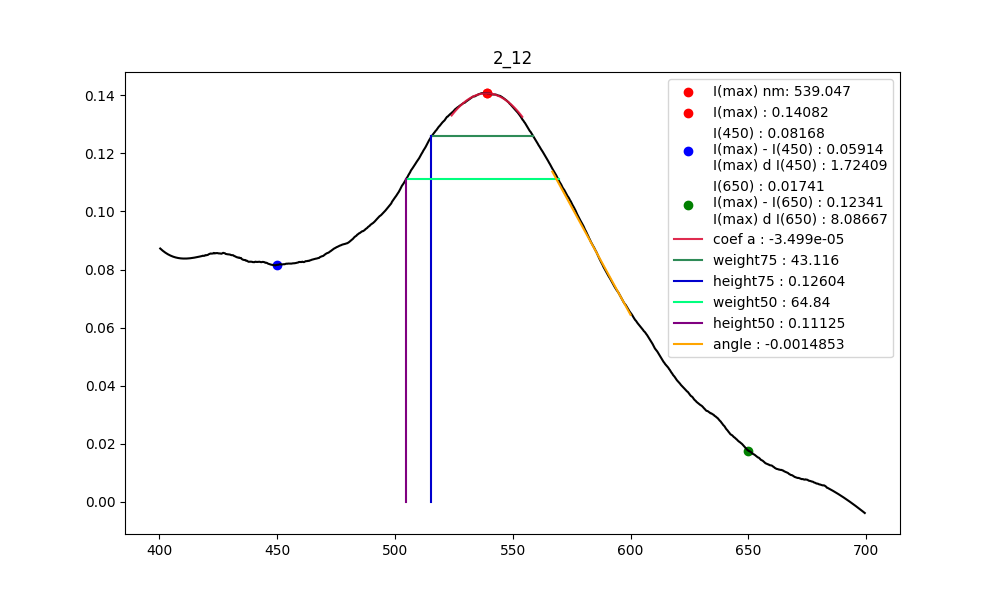 2_12
I(max) nm: 539.047
I(max) : 0.14082
I(450) : 0.08168
I(max) - I(450) : 0.05914
I(max) d I(450) : 1.72409
I(650) : 0.01741
I(max) - I(650) : 0.12341
I(max) d I(650) : 8.08667
coef a : -3.499e-05
weight75 : 43.116
height75 : 0.12604
weight50 : 64.84
height50 : 0.11125
angle : -0.0014853
0.14
0.12
0.10
0.08
0.06
0.04
0.02
0.00
400 450 500 550 600 650 700